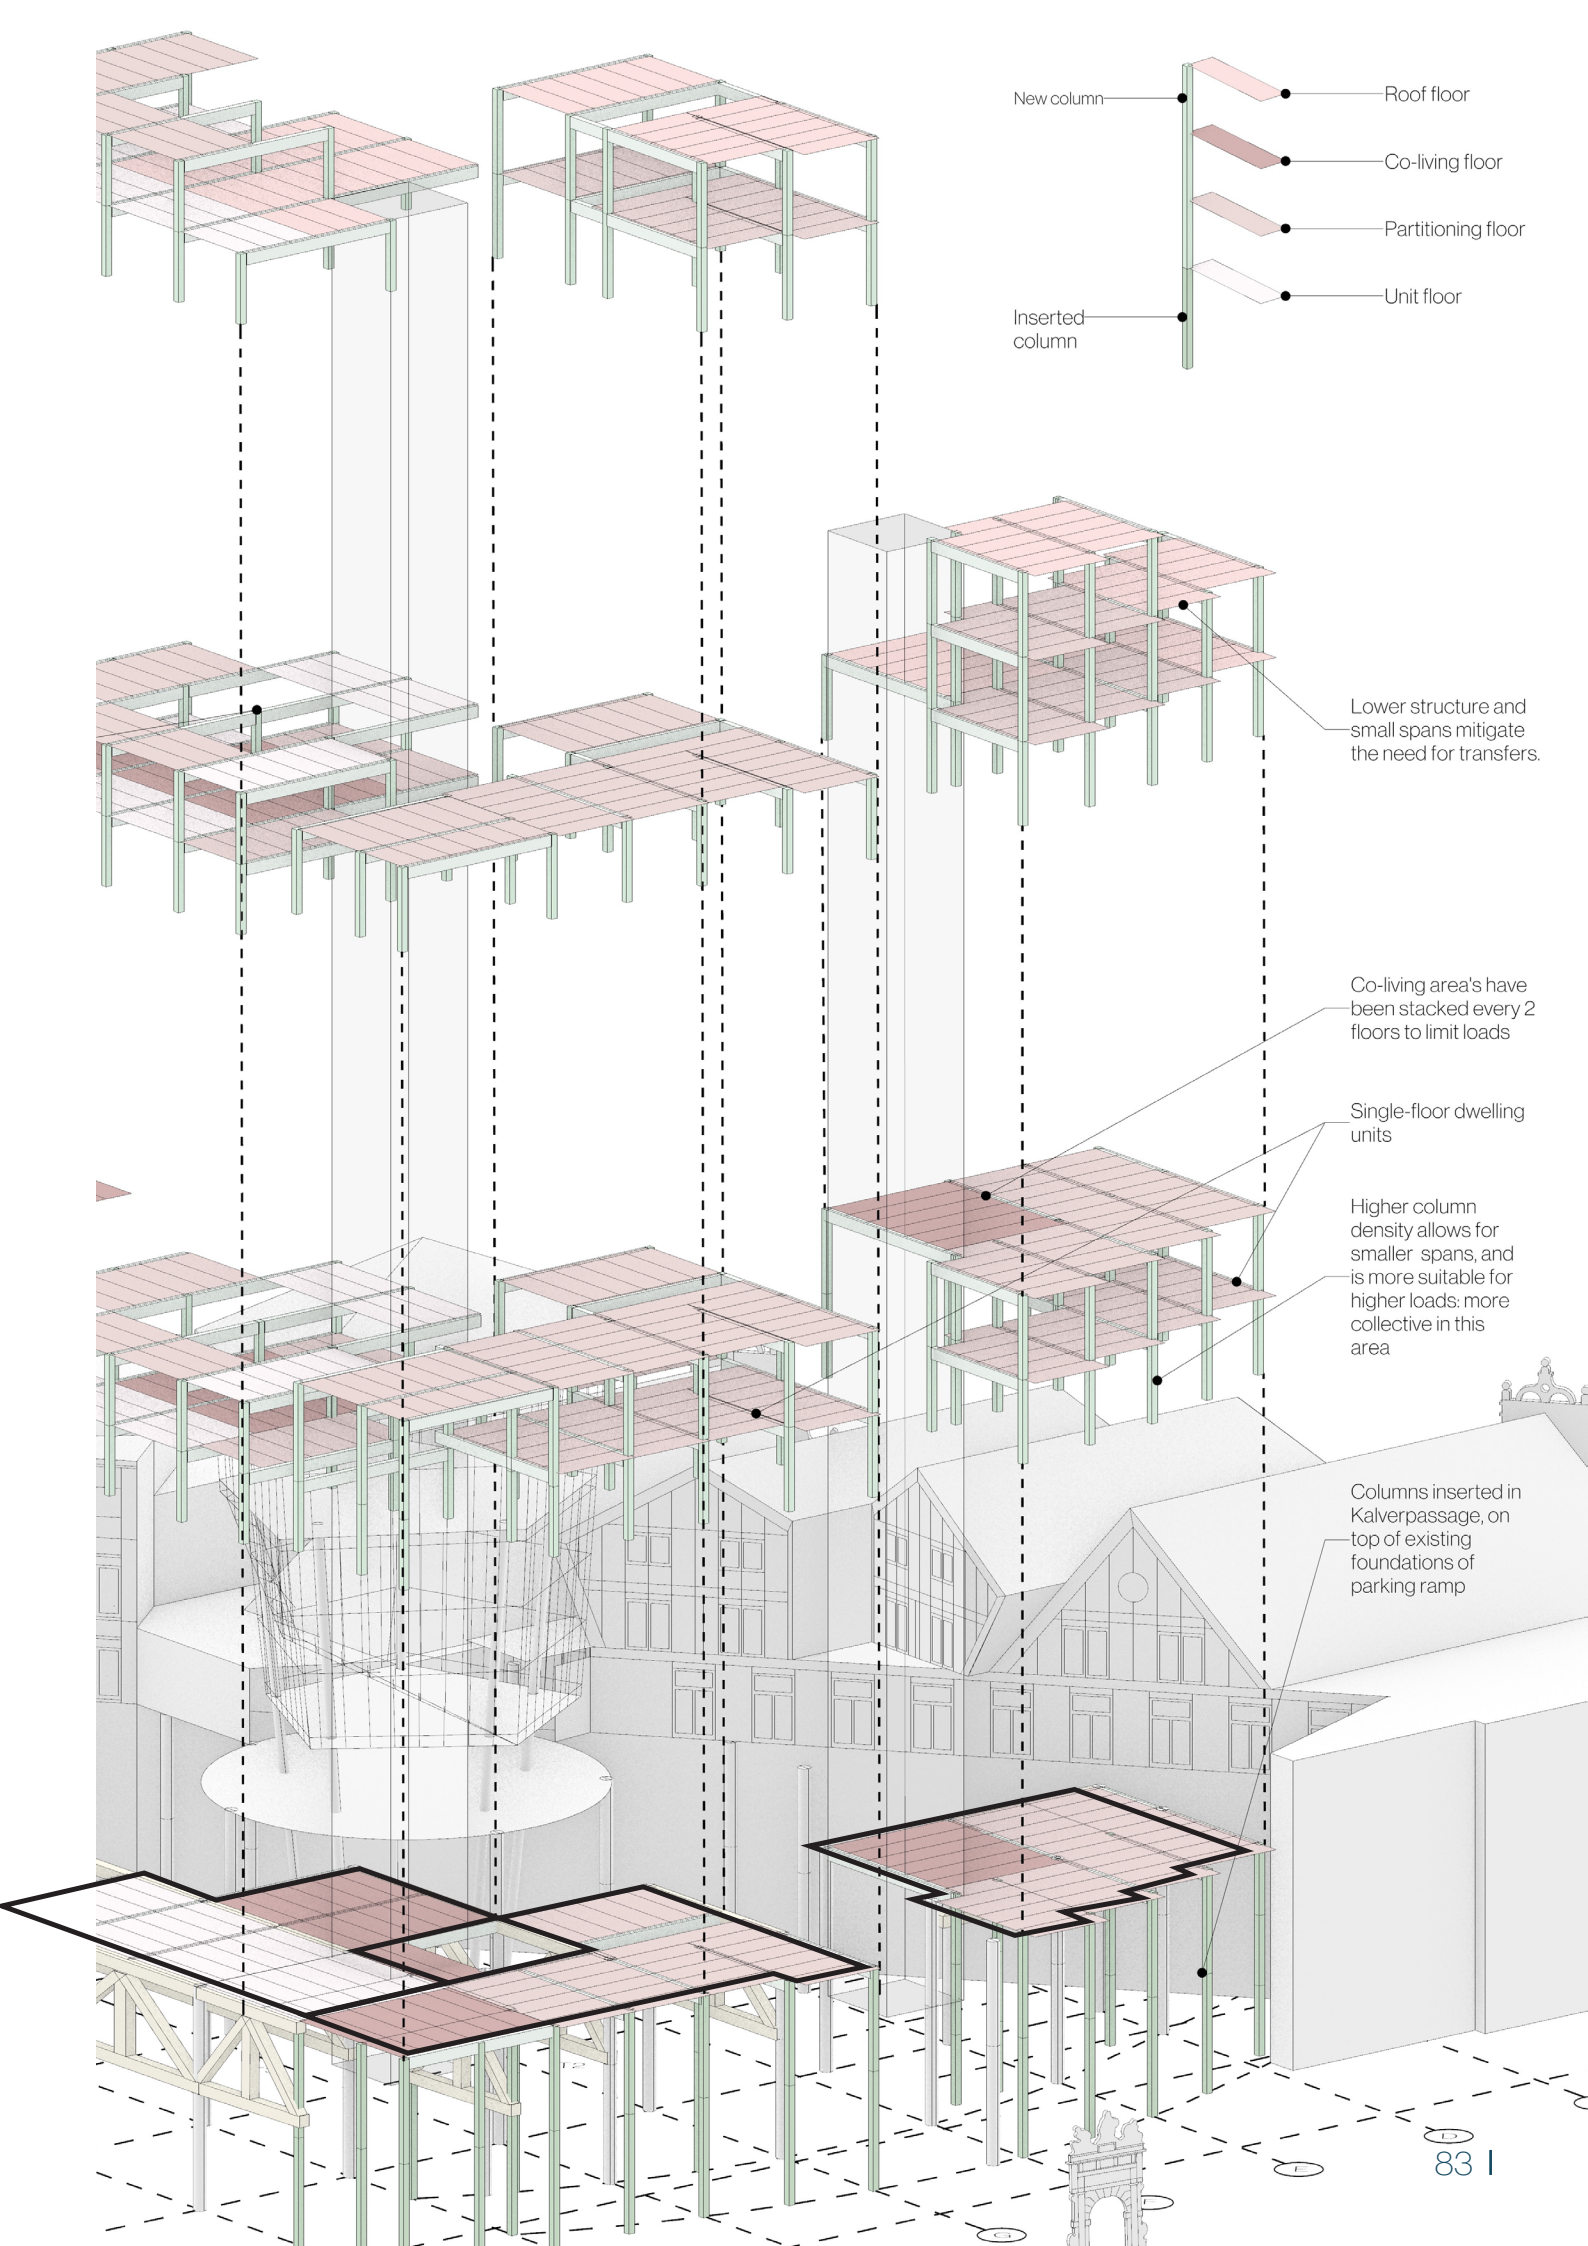 New column
Roof floor
Co-living floor
Partitioning floor
Unit floor
Inserted
column
Lower structure and
small spans mitigate
the need for transfers.
Co-living area's have
been stacked every 2
floors to limit loads
Single-floor dwelling
units
Higher column
density allows for
smaller spans, and
is more suitable for
higher loads: more
collective in this
area
Columns inserted in
Kalverpassage, on
top of existing
foundations of
parking ramp
D
E
F
G
83